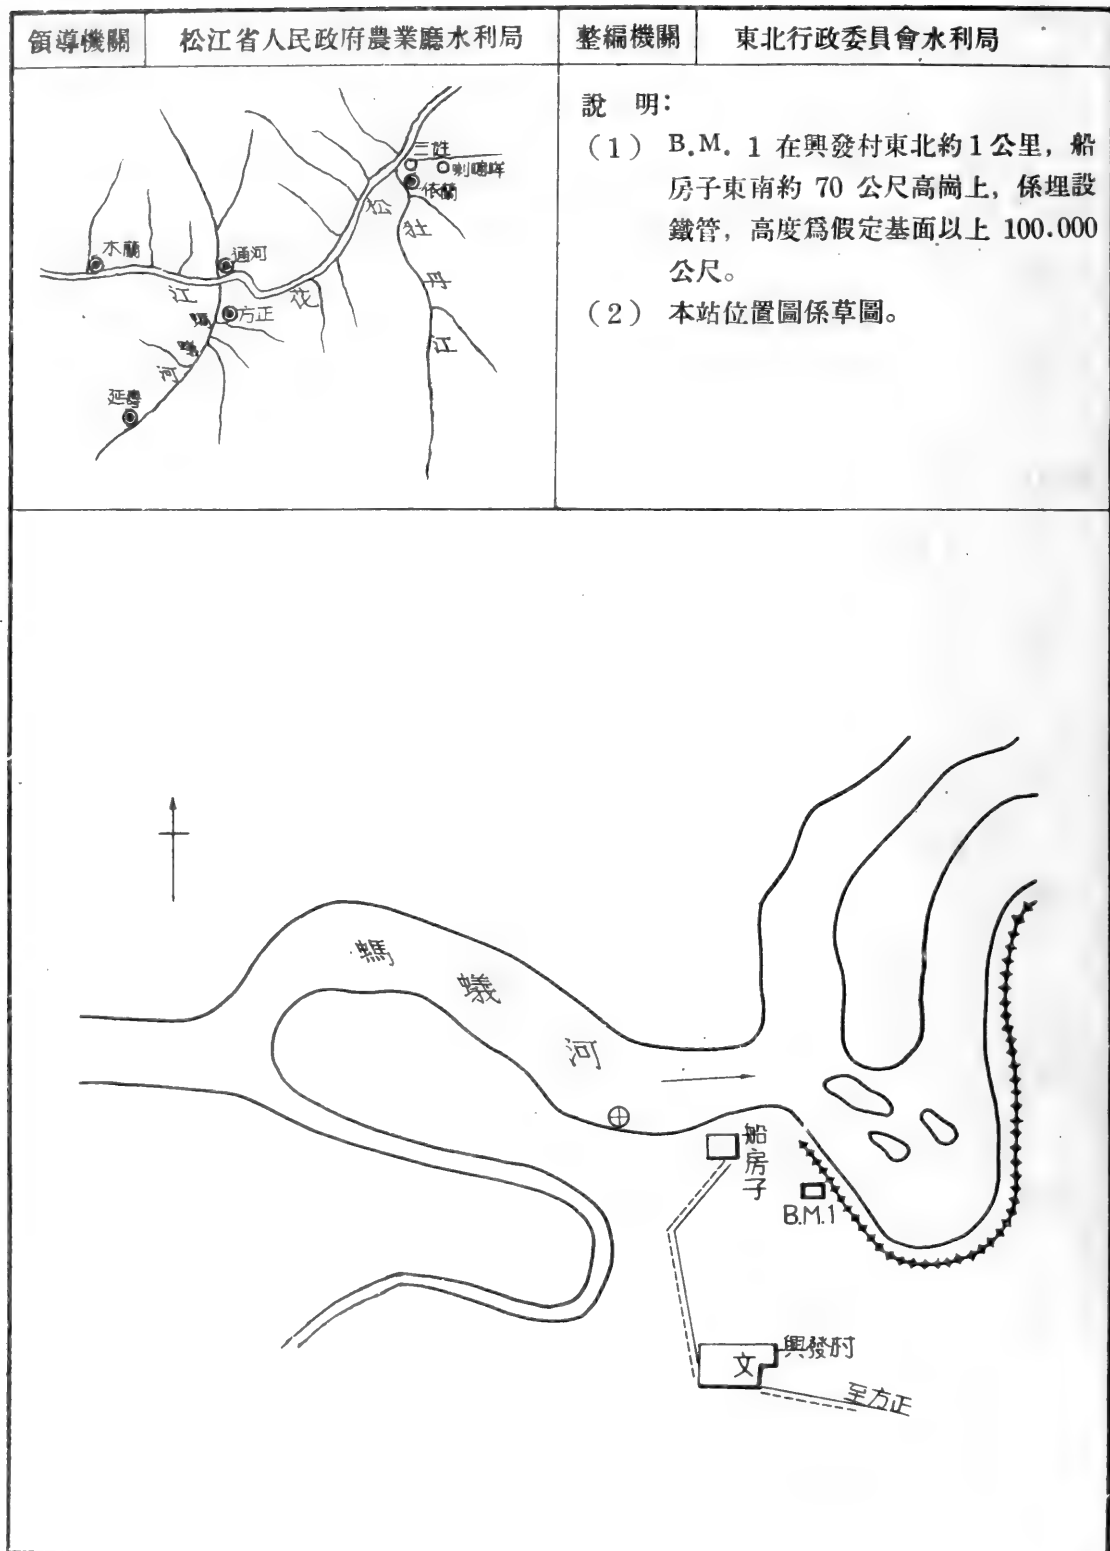 領導機關 松江省人民政府農業廳水利局 整編機關 東北行政委員會水利局
說 明：
（1） B.M. 1 在興發村東北約1公里，船
房子東南約 70 公尺高崗上，係埋設
鐵管，高度爲假定基面以上 100.000
公尺。
（2） 本站位置圖係草圖。
三姓
依蘭
松
花
江
牡
丹
江
木蘭
通河
方正
螞
蟻
河
延壽
螞
蟻
河
船房子
B.M.1
興發村
文
至方正